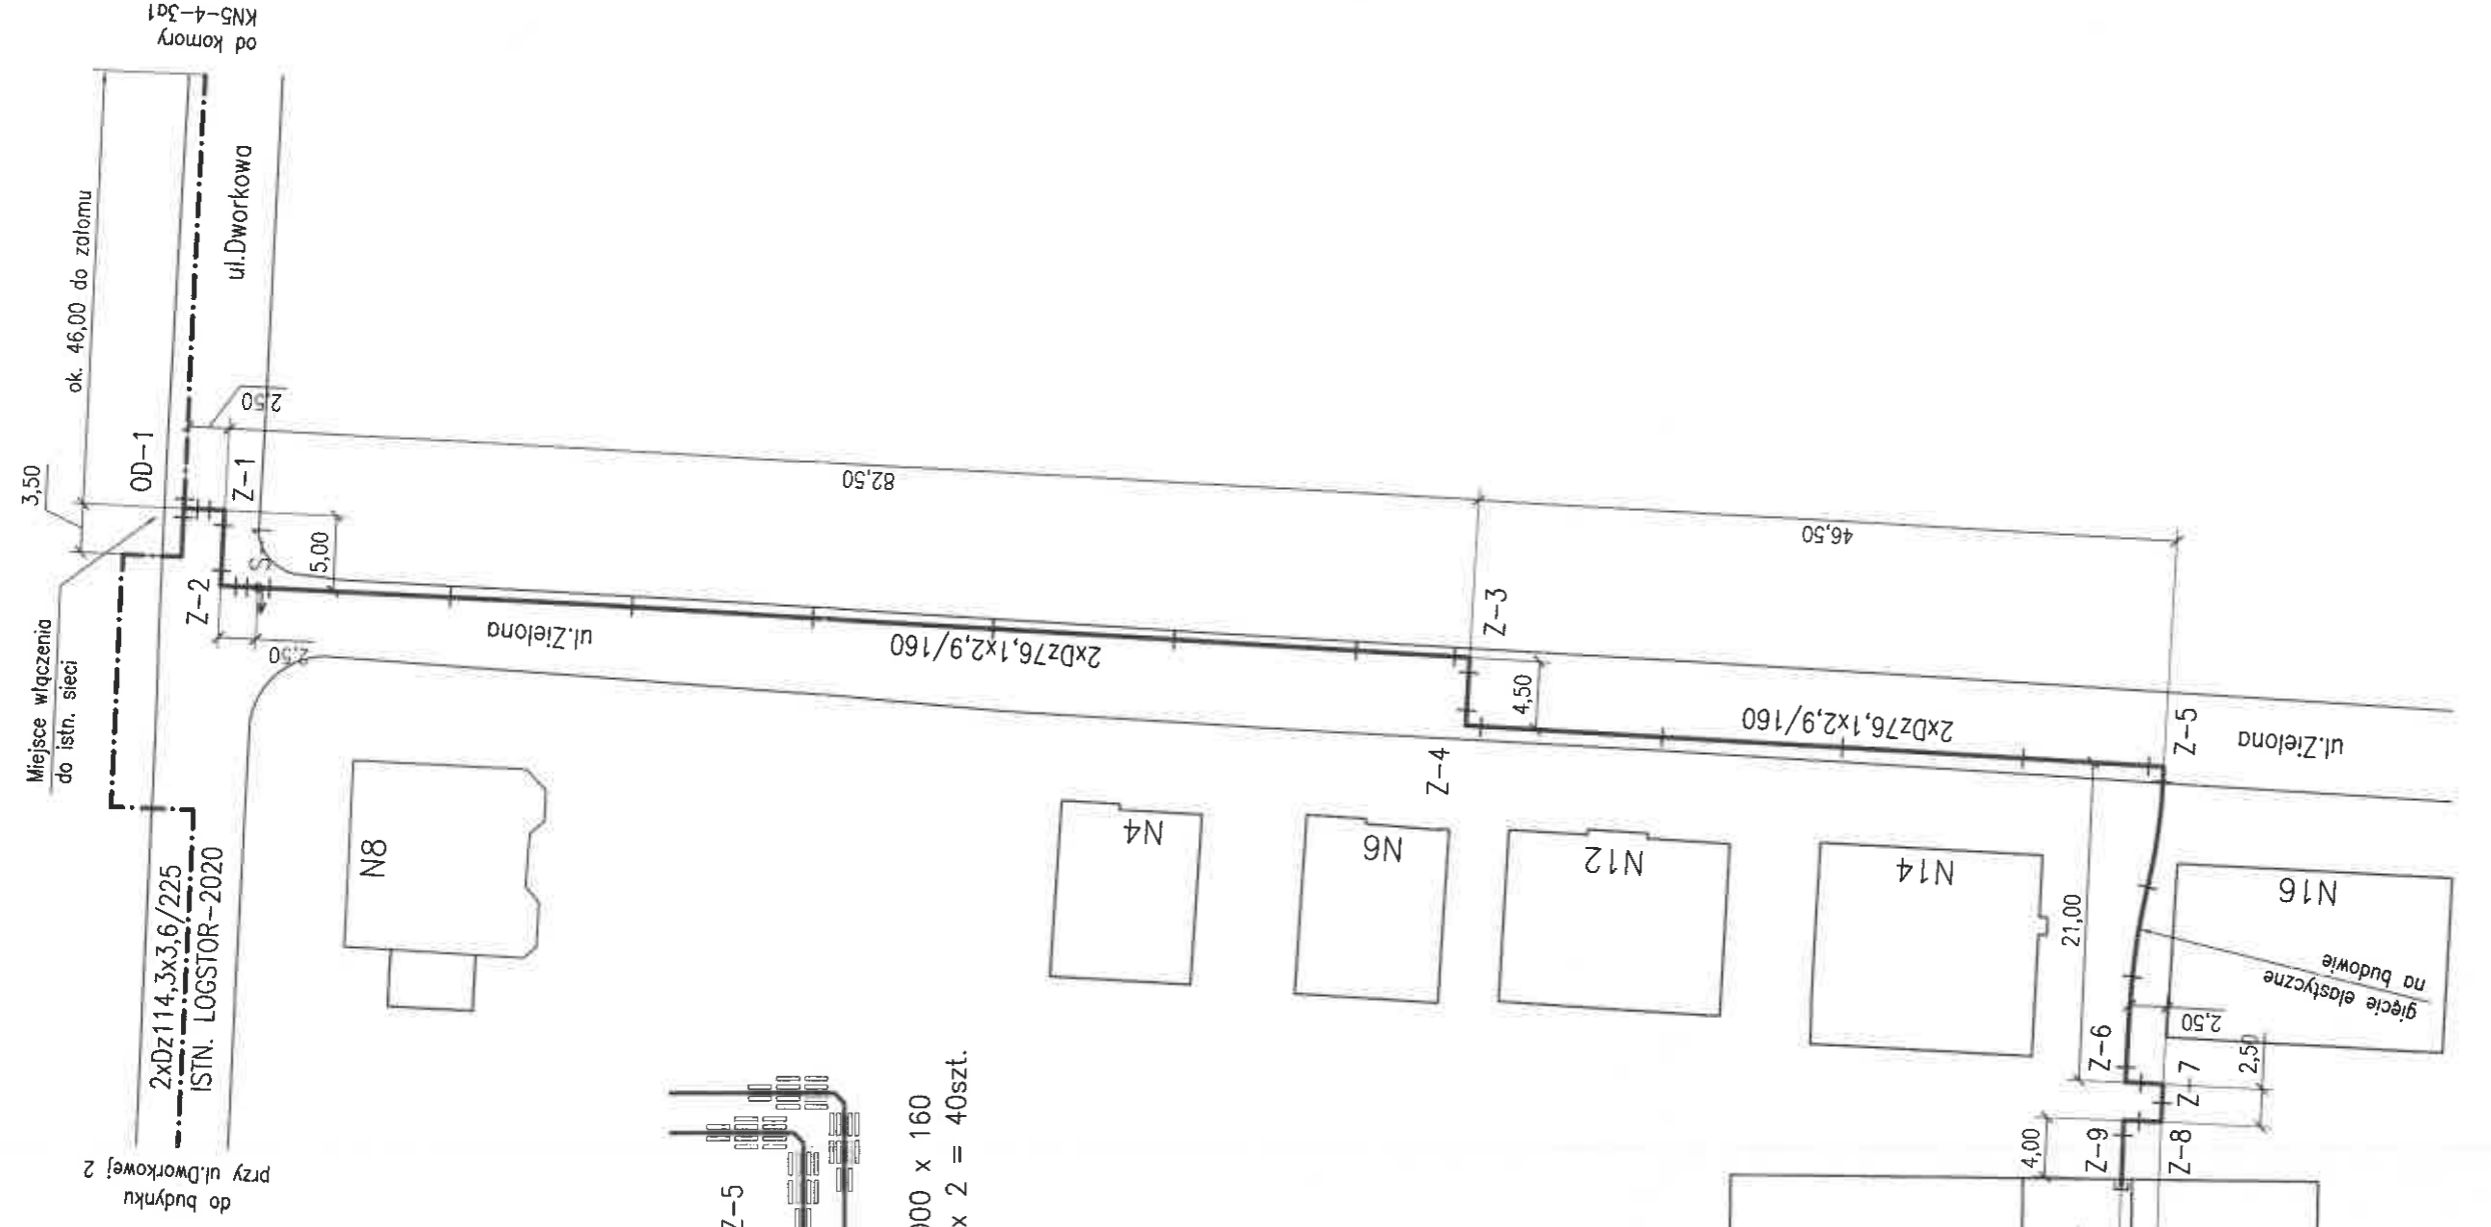 od komory
KN5-4-3a1
ok. 46,00 do załomu
ul.Dworkowa
2,50
3,50
OD-1
Z-1
82,50
46,50
5,00
Z-2
Miejsce włączenia
do istn. sieci
2,50
ul.Zielona
2xDz76,1x2,9/160
Z-3
4,50
Z-4
2xDz76,1x2,9/160
Z-5
ul.Zielona
N8
N4
N6
N12
N14
N16
21,00
gięcie elastyczne
na budowie
2xDz114,3x3,6/225
ISTN. LOGSTOR-2020
2,50
Z-6
2,50
Z-7
4,00
Z-9
Z-8
do budynku
przy ul.Dworkowej 2
Z-5
x 160
x 2 = 40szt.